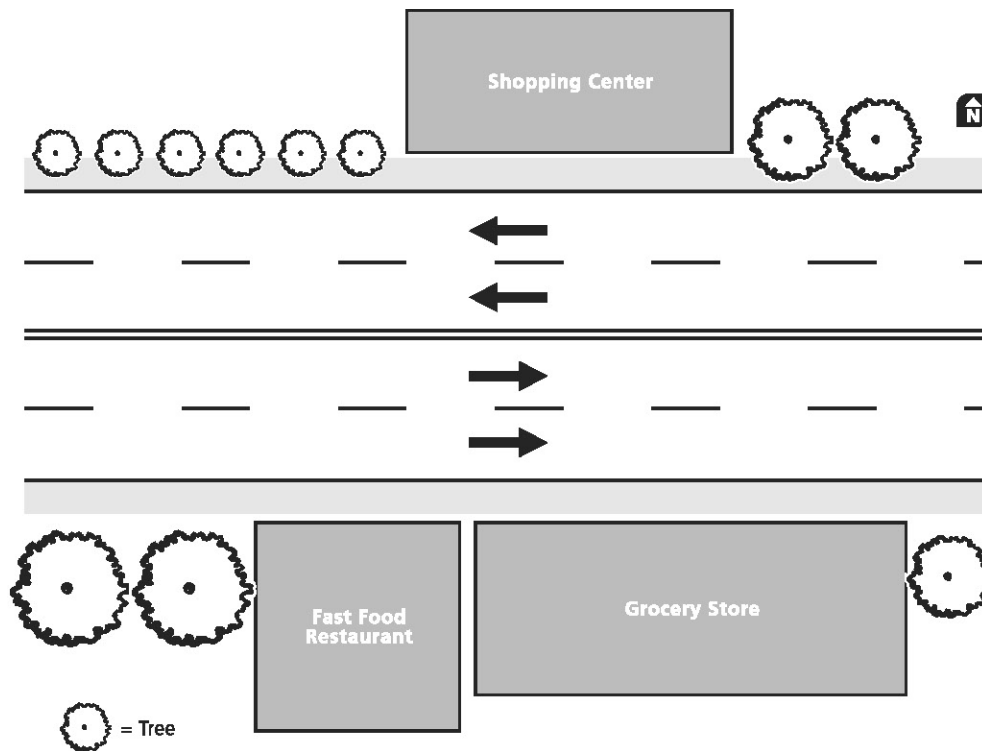 Shopping Center
N
Fast Food
Restaurant
Grocery Store
= Tree